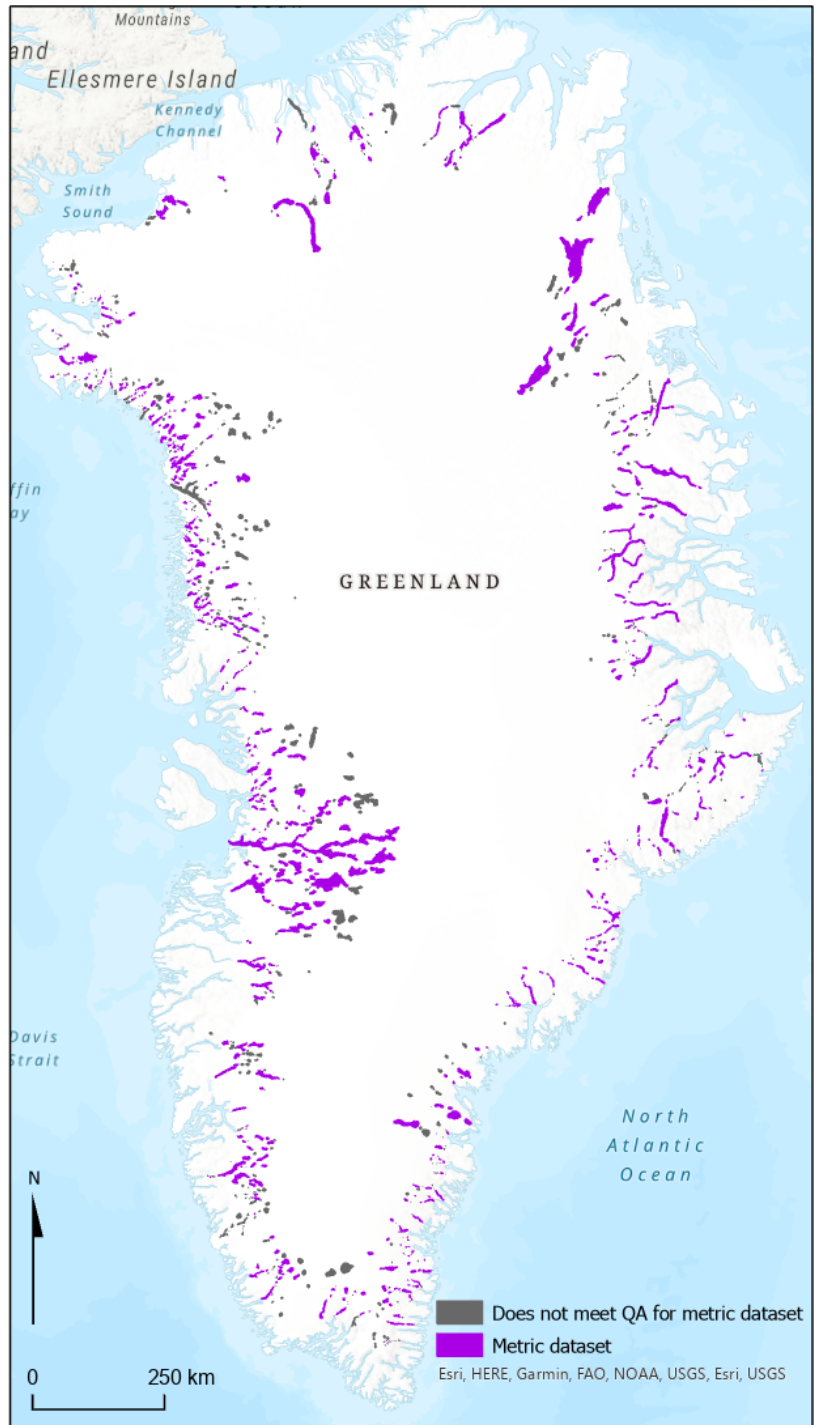 Mountains
and
Ellesmere Island
Kennedy
Channel
Smith
Sound
ffin
ay
GREENLAND
Davis
Strait
North
Atlantic
Ocean
N
Does not meet QA for metric dataset
Metric dataset
Esri, HERE, Garmin, FAO, NOAA, USGS, Esri, USGS
0 250 km